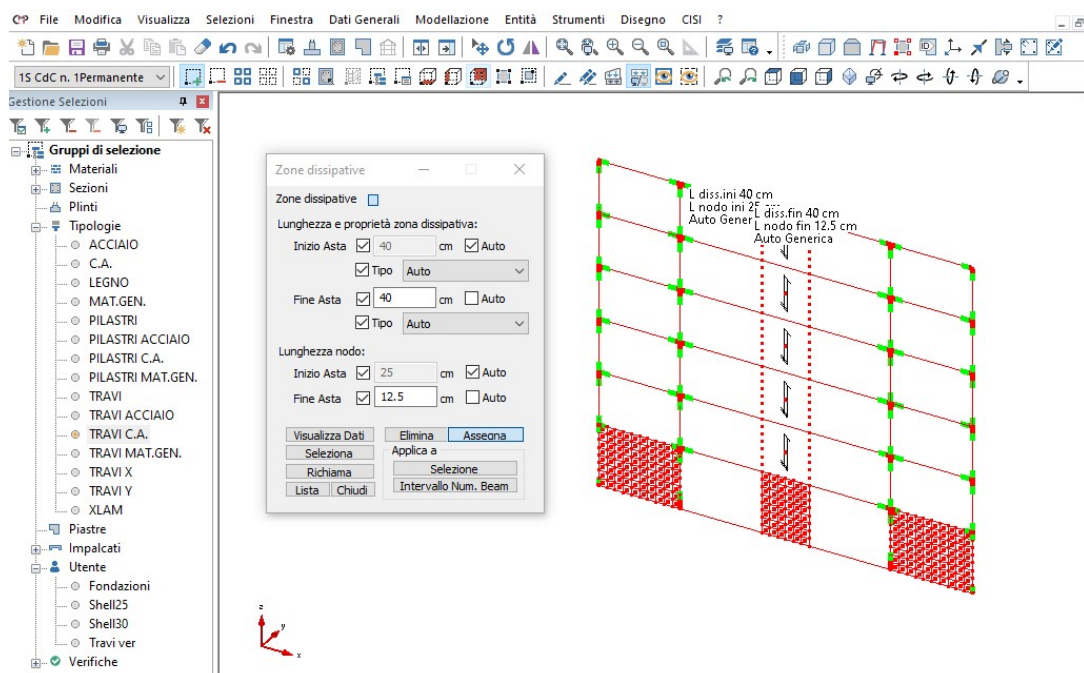 File Modifica Visualizza Selezioni Finestra Dati Generali Modellazione Entità Strumenti Disegno CISI ?
1S CdC n. 1Permanente
Gestione Selezioni
Gruppi di selezione
Materiali
Sezioni
Plinti
Tipologie
ACCIAIO
C.A.
LEGNO
MAT.GEN.
PILASTRI
PILASTRI ACCIAIO
PILASTRI C.A.
PILASTRI MAT.GEN.
TRAVI
TRAVI ACCIAIO
TRAVI C.A.
TRAVI MAT.GEN.
TRAVI X
TRAVI Y
XLAM
Piastre
Impalcati
Utente
Fondazioni
Shell25
Shell30
Travi ver
Verifiche
Zone dissipative
Zone dissipative
Lunghezza e proprietà zona dissipativa:
Inizio Asta 40 cm Auto
Tipo Auto
Fine Asta 40 cm Auto
Tipo Auto
Lunghezza nodo:
Inizio Asta 25 cm Auto
Fine Asta 12.5 cm Auto
Visualizza Dati Elimina Assegna
Seleziona Applica a
Richiama Selezione
Lista Chiudi Intervallo Num. Beam
L diss.ini 40 cm
L nodo ini 25
Auto Gener
L diss.fin 40 cm
L nodo fin 12.5 cm
Auto Generica
z
y
x